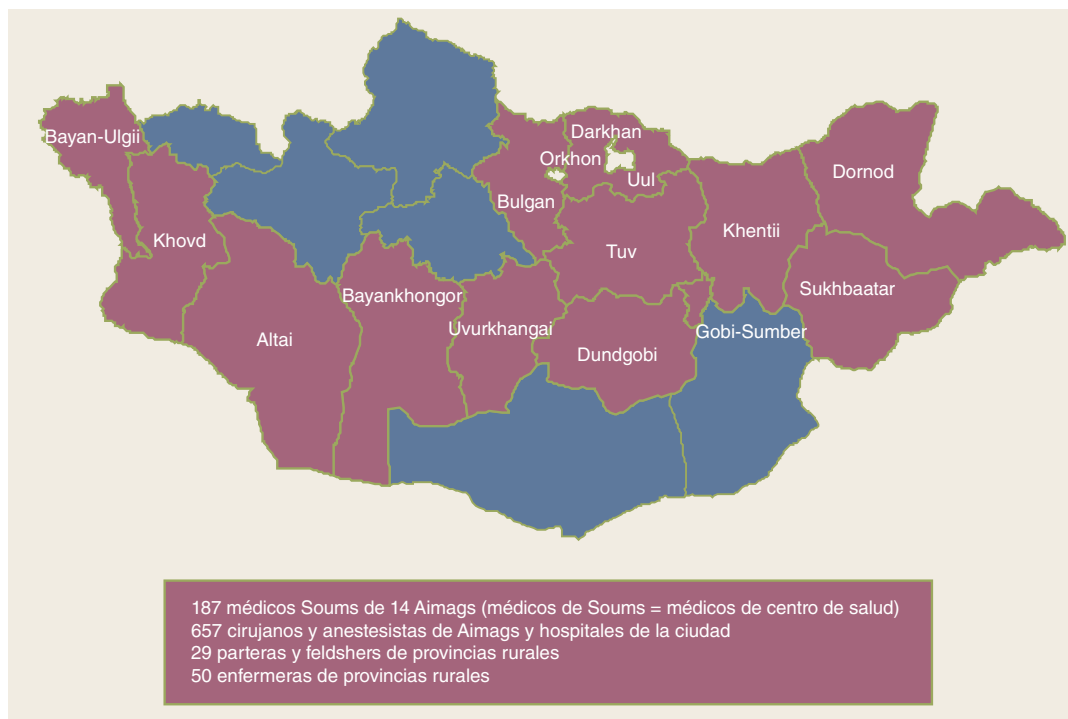 Bayan-Ulgii
Darkhan
Orkhon
Uul
Dornod
Bulgan
Khovd
Khentii
Tuv
Sukhbaatar
Bayankhongor
Uvurkhangai
Gobi-Sumber
Altai
Dundgobi
187 médicos Soums de 14 Aimags (médicos de Soums = médicos de centro de salud)
657 cirujanos y anestesistas de Aimags y hospitales de la ciudad
29 parteras y feldshers de provincias rurales
50 enfermeras de provincias rurales